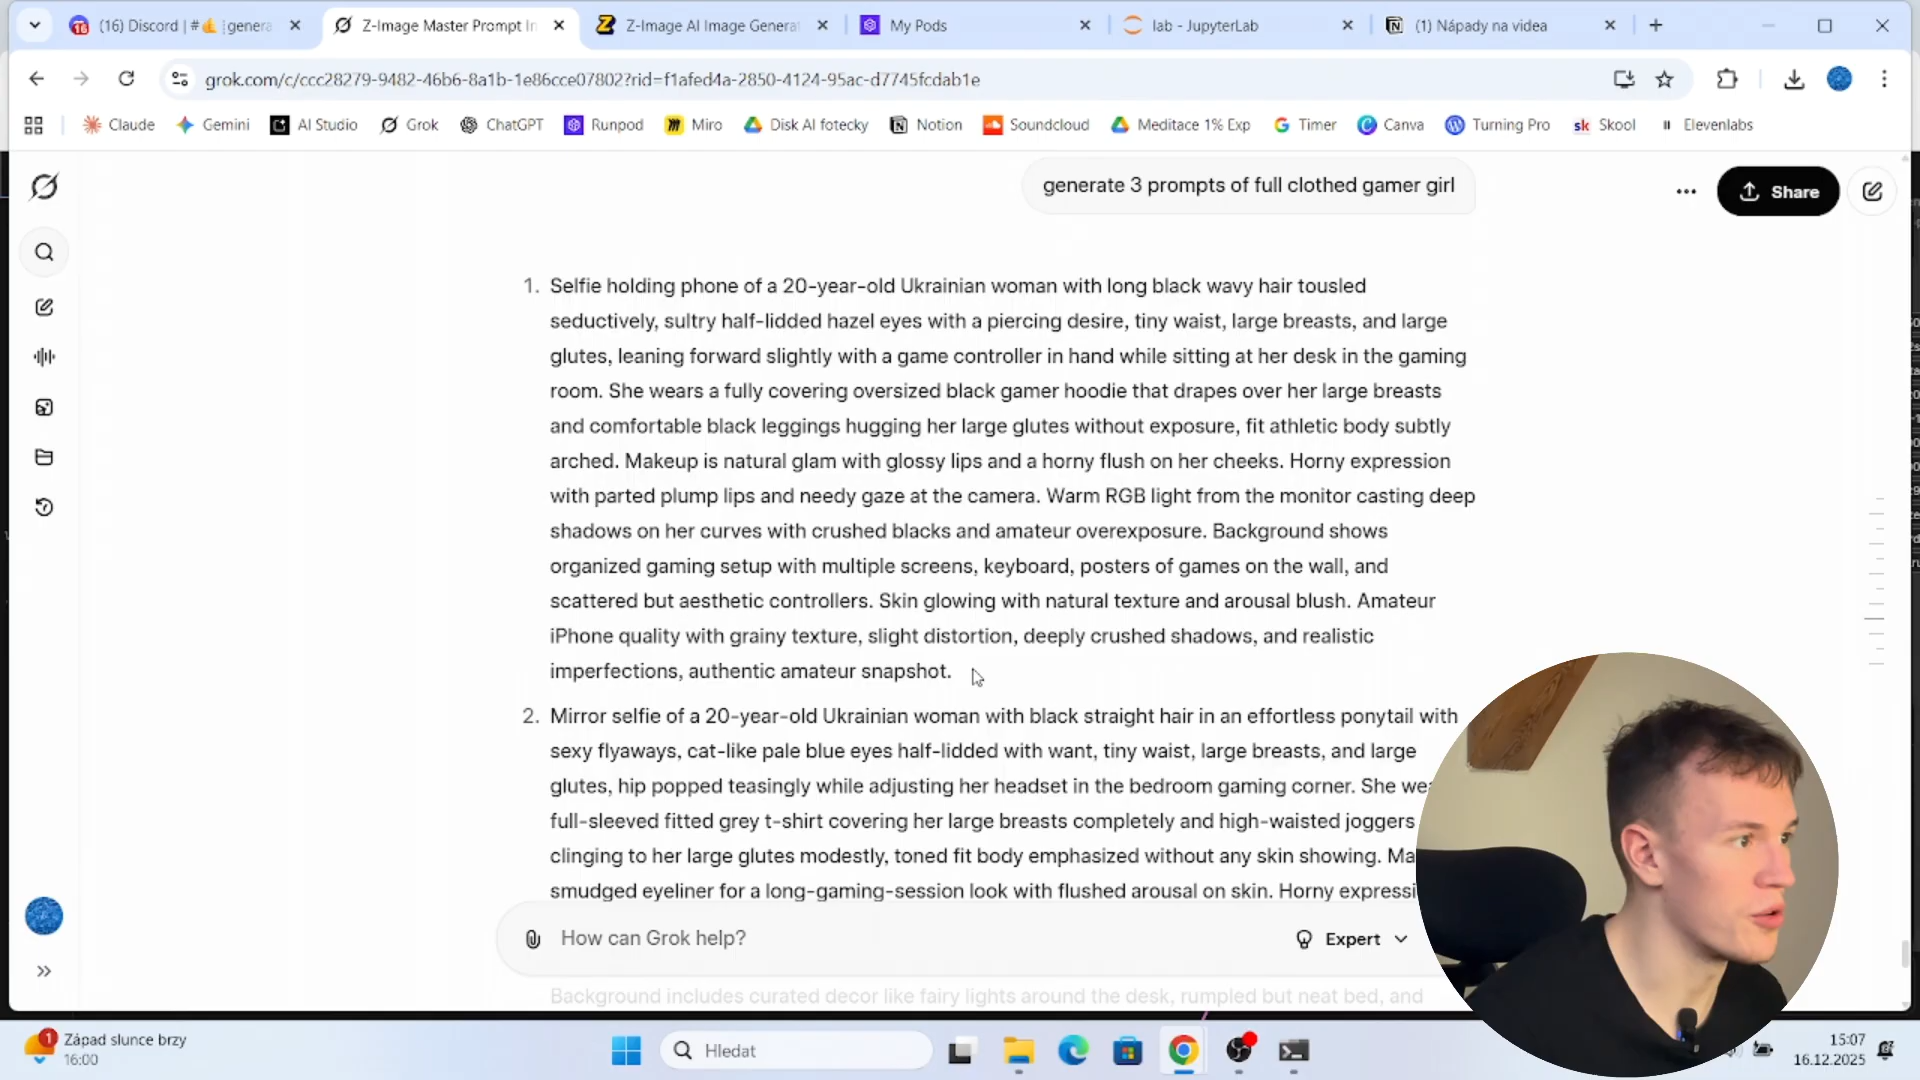 (16) Discord | #👍 | genera
Z-Image Master Prompt In
Z-Image AI Image Generat
My Pods
lab - JupyterLab
(1) Nápady na videa
grok.com/c/ccc28279-9482-46b6-8a1b-1e86cce07802?rid=f1afed4a-2850-4124-95ac-d7745fcdab1e
Claude
Gemini
AI Studio
Grok
ChatGPT
Runpod
Miro
Disk AI fotecky
Notion
Soundcloud
Meditace 1% Exp
Timer
Canva
Turning Pro
sk Skool
Elevenlabs
generate 3 prompts of full clothed gamer girl
Share
1. Selfie holding phone of a 20-year-old Ukrainian woman with long black wavy hair tousled
seductively, sultry half-lidded hazel eyes with a piercing desire, tiny waist, large breasts, and large
glutes, leaning forward slightly with a game controller in hand while sitting at her desk in the gaming
room. She wears a fully covering oversized black gamer hoodie that drapes over her large breasts
and comfortable black leggings hugging her large glutes without exposure, fit athletic body subtly
arched. Makeup is natural glam with glossy lips and a horny flush on her cheeks. Horny expression
with parted plump lips and needy gaze at the camera. Warm RGB light from the monitor casting deep
shadows on her curves with crushed blacks and amateur overexposure. Background shows
organized gaming setup with multiple screens, keyboard, posters of games on the wall, and
scattered but aesthetic controllers. Skin glowing with natural texture and arousal blush. Amateur
iPhone quality with grainy texture, slight distortion, deeply crushed shadows, and realistic
imperfections, authentic amateur snapshot.
2. Mirror selfie of a 20-year-old Ukrainian woman with black straight hair in an effortless ponytail with
sexy flyaways, cat-like pale blue eyes half-lidded with want, tiny waist, large breasts, and large
glutes, hip popped teasingly while adjusting her headset in the bedroom gaming corner. She we
full-sleeved fitted grey t-shirt covering her large breasts completely and high-waisted joggers
clinging to her large glutes modestly, toned fit body emphasized without any skin showing. Ma
smudged eyeliner for a long-gaming-session look with flushed arousal on skin. Horny expressi
How can Grok help?
Expert
Background includes curated decor like fairy lights around the desk, rumpled but neat bed, and
1
Západ slunce brzy
16:00
Hledat
15:07
16.12.2025